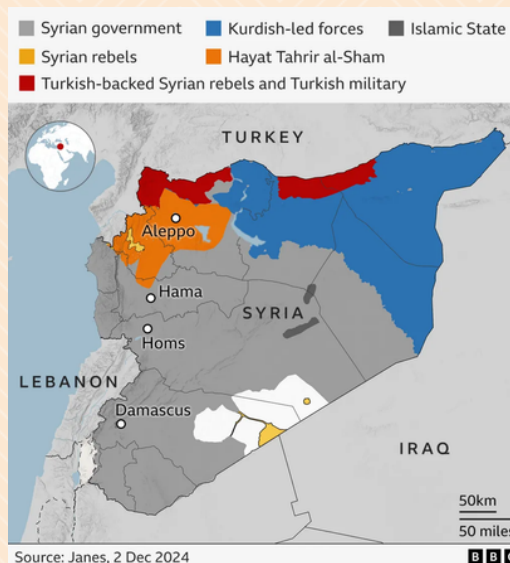 Syrian government
Kurdish-led forces
Islamic State
Syrian rebels
Hayat Tahrir al-Sham
Turkish-backed Syrian rebels and Turkish military
TURKEY
Aleppo
Hama
SYRIA
Homs
LEBANON
Damascus
IRAQ
50km
50 miles
Source: Janes, 2 Dec 2024